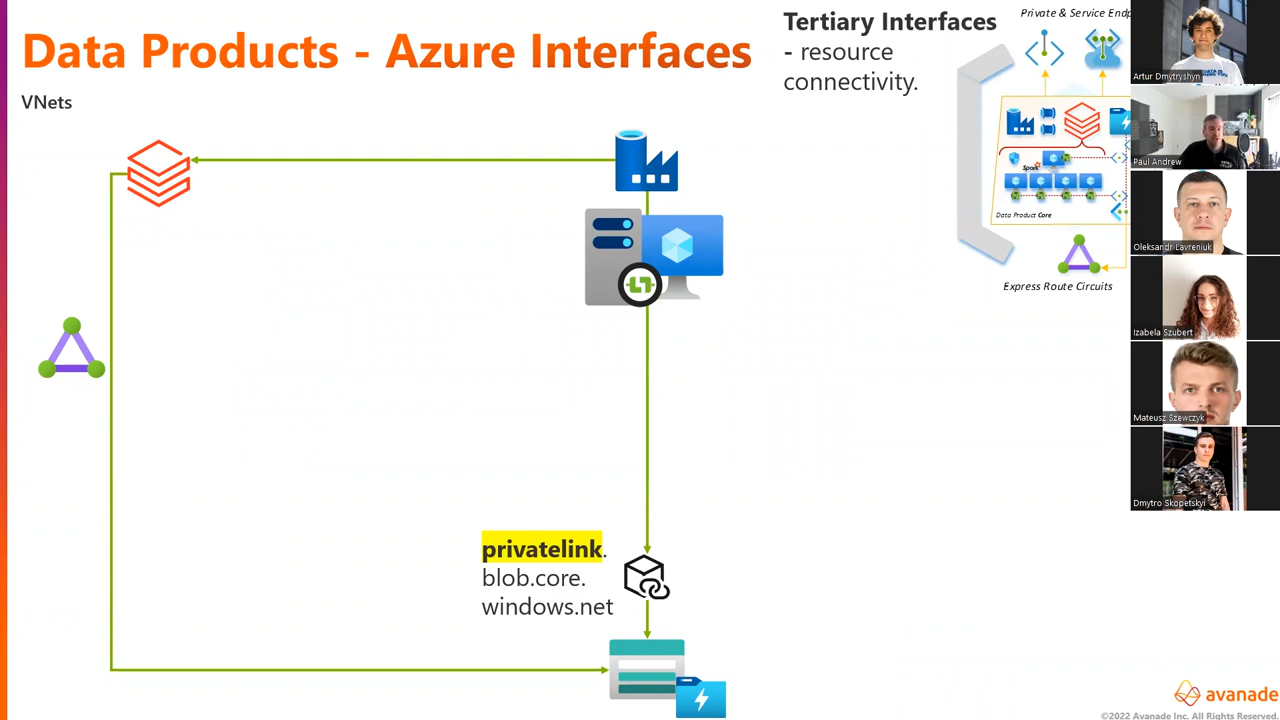 Data Products - Azure Interfaces
VNets
Tertiary Interfaces
- resource
connectivity.
Private & Service Endp
Spark
Data Product Core
Express Route Circuits
privatelink.
blob.core.
windows.net
Artur Dmytryshyn
Paul Andrew
Oleksandr Lavreniuk
Izabela Szubert
Mateusz Szewczyk
Dmytro Skopetskyi
avanade
©2022 Avanade Inc. All Rights Reserved.